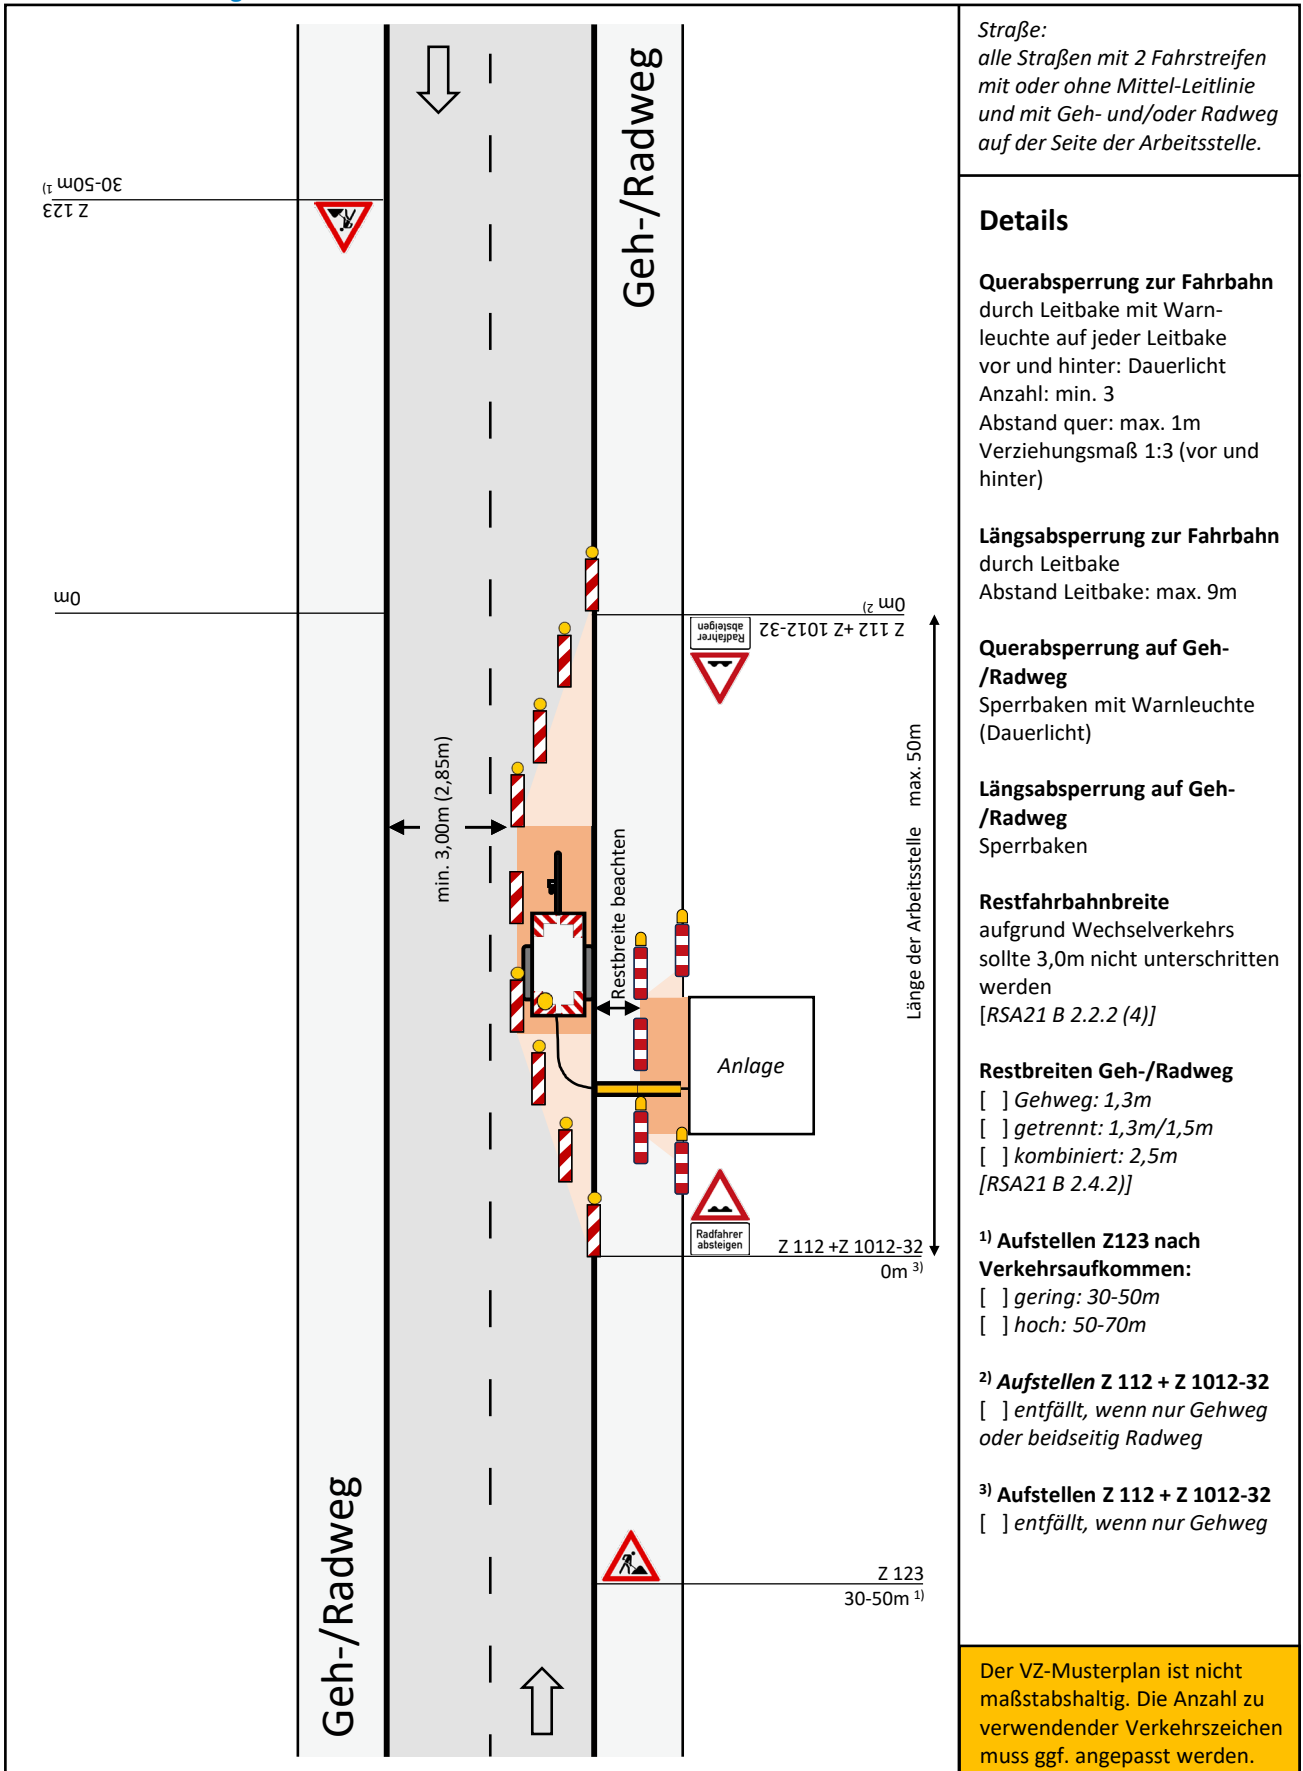 Geh-/Radweg
30-50m 1)
Z 123
0m
0m 2)
Z 112 +Z 1012-32
Radfahrer
absteigen
min. 3,00m (2,85m)
Restbreite beachten
Länge der Arbeitsstelle max. 50m
Anlage
Radfahrer
absteigen
Z 112 +Z 1012-32
0m 3)
Geh-/Radweg
Z 123
30-50m 1)
Straße:
alle Straßen mit 2 Fahrstreifen
mit oder ohne Mittel-Leitlinie
und mit Geh- und/oder Radweg
auf der Seite der Arbeitsstelle.
Details
Querabsperrung zur Fahrbahn
durch Leitbake mit Warn-
leuchte auf jeder Leitbake
vor und hinter: Dauerlicht
Anzahl: min. 3
Abstand quer: max. 1m
Verziehungsmaß 1:3 (vor und
hinter)
Längsabsperrung zur Fahrbahn
durch Leitbake
Abstand Leitbake: max. 9m
Querabsperrung auf Geh-
/Radweg
Sperrbaken mit Warnleuchte
(Dauerlicht)
Längsabsperrung auf Geh-
/Radweg
Sperrbaken
Restfahrbahnbreite
aufgrund Wechselverkehrs
sollte 3,0m nicht unterschritten
werden
[RSA21 B 2.2.2 (4)]
Restbreiten Geh-/Radweg
[ ] Gehweg: 1,3m
[ ] getrennt: 1,3m/1,5m
[ ] kombiniert: 2,5m
[RSA21 B 2.4.2)]
1) Aufstellen Z123 nach
Verkehrsaufkommen:
[ ] gering: 30-50m
[ ] hoch: 50-70m
2) Aufstellen Z 112 + Z 1012-32
[ ] entfällt, wenn nur Gehweg
oder beidseitig Radweg
3) Aufstellen Z 112 + Z 1012-32
[ ] entfällt, wenn nur Gehweg
Der VZ-Musterplan ist nicht
maßstabshaltig. Die Anzahl zu
verwendender Verkehrszeichen
muss ggf. angepasst werden.